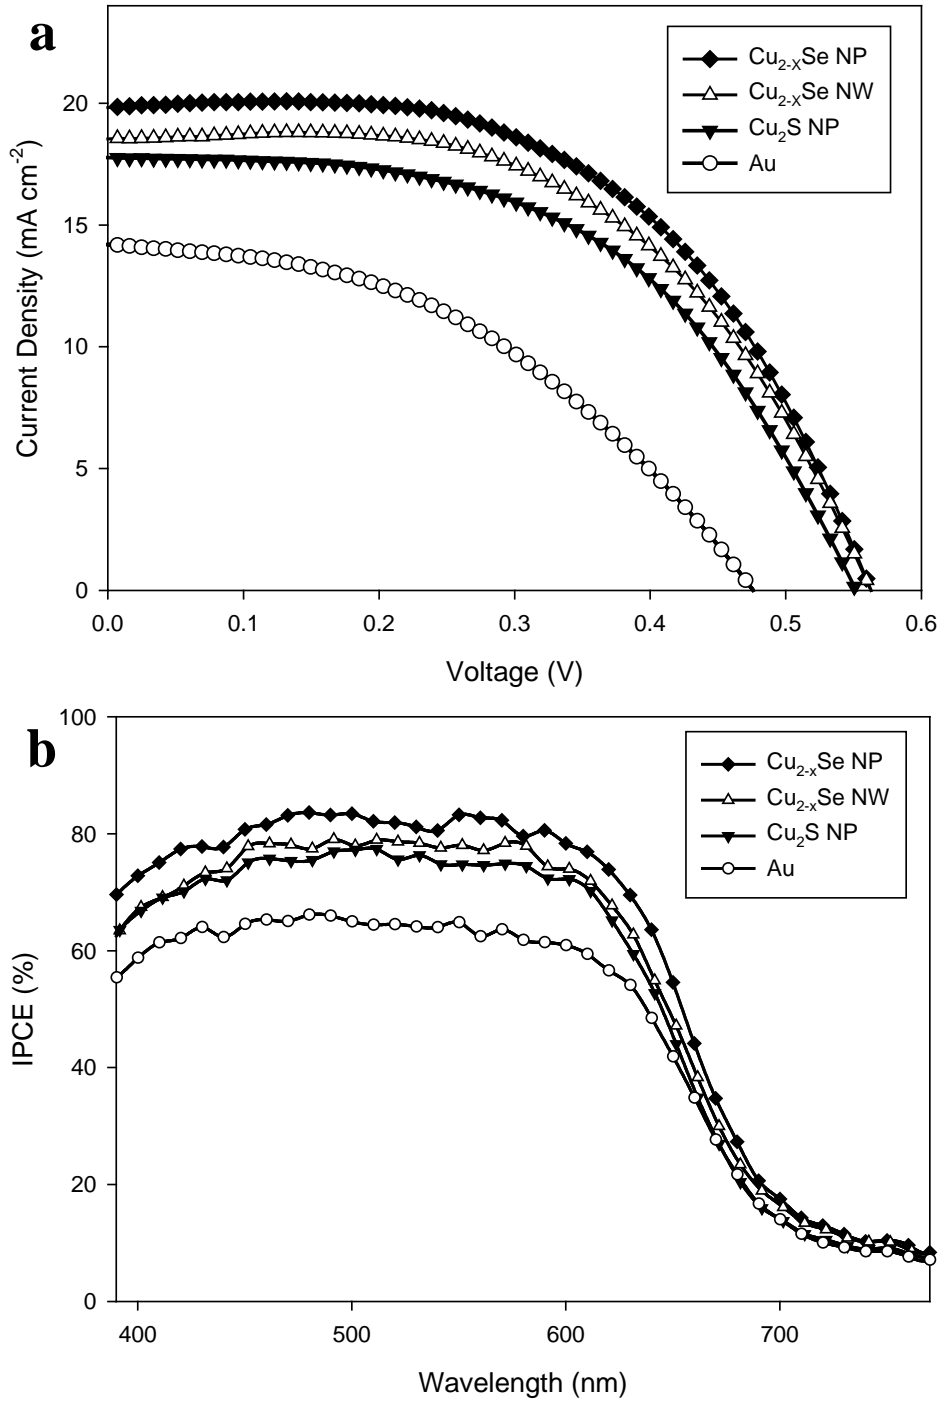 a
Cu2-XSe NP
Cu2-XSe NW
Cu2S NP
Au
Current Density (mA cm-2)
20
15
10
5
0
0.0 0.1 0.2 0.3 0.4 0.5 0.6
Voltage (V)
b
Cu2-xSe NP
Cu2-xSe NW
Cu2S NP
Au
IPCE (%)
100
80
60
40
20
0
400 500 600 700
Wavelength (nm)